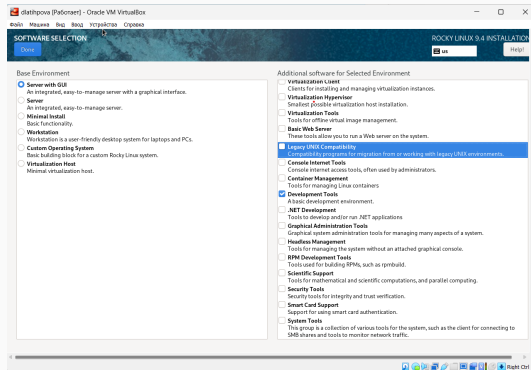 dlatihpova [Работает] - Oracle VM VirtualBox
Файл Машина Вид Ввод Устройства Справка
SOFTWARE SELECTION
ROCKY LINUX 9.4 INSTALLATION
Done
us
Help!
Base Environment
Server with GUI
An integrated, easy-to-manage server with a graphical interface.
Server
An integrated, easy-to-manage server.
Minimal Install
Basic functionality.
Workstation
Workstation is a user-friendly desktop system for laptops and PCs.
Custom Operating System
Basic building block for a custom Rocky Linux system.
Virtualization Host
Minimal virtualization host.
Additional software for Selected Environment
Virtualization Client
Clients for installing and managing virtualization instances.
Virtualization Hypervisor
Smallest possible virtualization host installation.
Virtualization Tools
Tools for offline virtual image management.
Basic Web Server
These tools allow you to run a Web server on the system.
Legacy UNIX Compatibility
Compatibility programs for migration from or working with legacy UNIX environments.
Console Internet Tools
Console internet access tools, often used by administrators.
Container Management
Tools for managing Linux containers
Development Tools
A basic development environment.
.NET Development
Tools to develop and/or run .NET applications
Graphical Administration Tools
Graphical system administration tools for managing many aspects of a system.
Headless Management
Tools for managing the system without an attached graphical console.
RPM Development Tools
Tools used for building RPMs, such as rpmbuild.
Scientific Support
Tools for mathematical and scientific computations, and parallel computing.
Security Tools
Security tools for integrity and trust verification.
Smart Card Support
Support for using smart card authentication.
System Tools
This group is a collection of various tools for the system, such as the client for connecting to
SMB shares and tools to monitor network traffic.
Right Ctrl